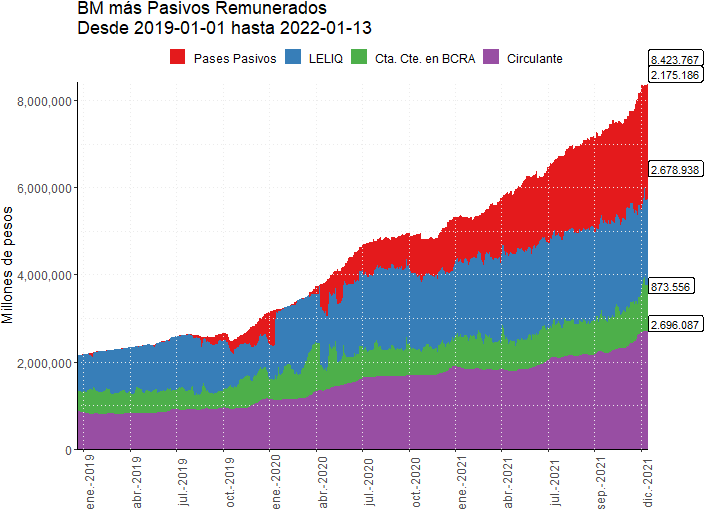 BM más Pasivos Remunerados
Desde 2019-01-01 hasta 2022-01-13
Pases Pasivos LELIQ Cta. Cte. en BCRA Circulante
8.423.767
2.175.186
2.678.938
873.556
2.696.087
Millones de pesos
8,000,000
6,000,000
4,000,000
2,000,000
0
ene.-2019
abr.-2019
jul.-2019
oct.-2019
ene.-2020
abr.-2020
jul.-2020
oct.-2020
ene.-2021
abr.-2021
jul.-2021
sep.-2021
dic.-2021